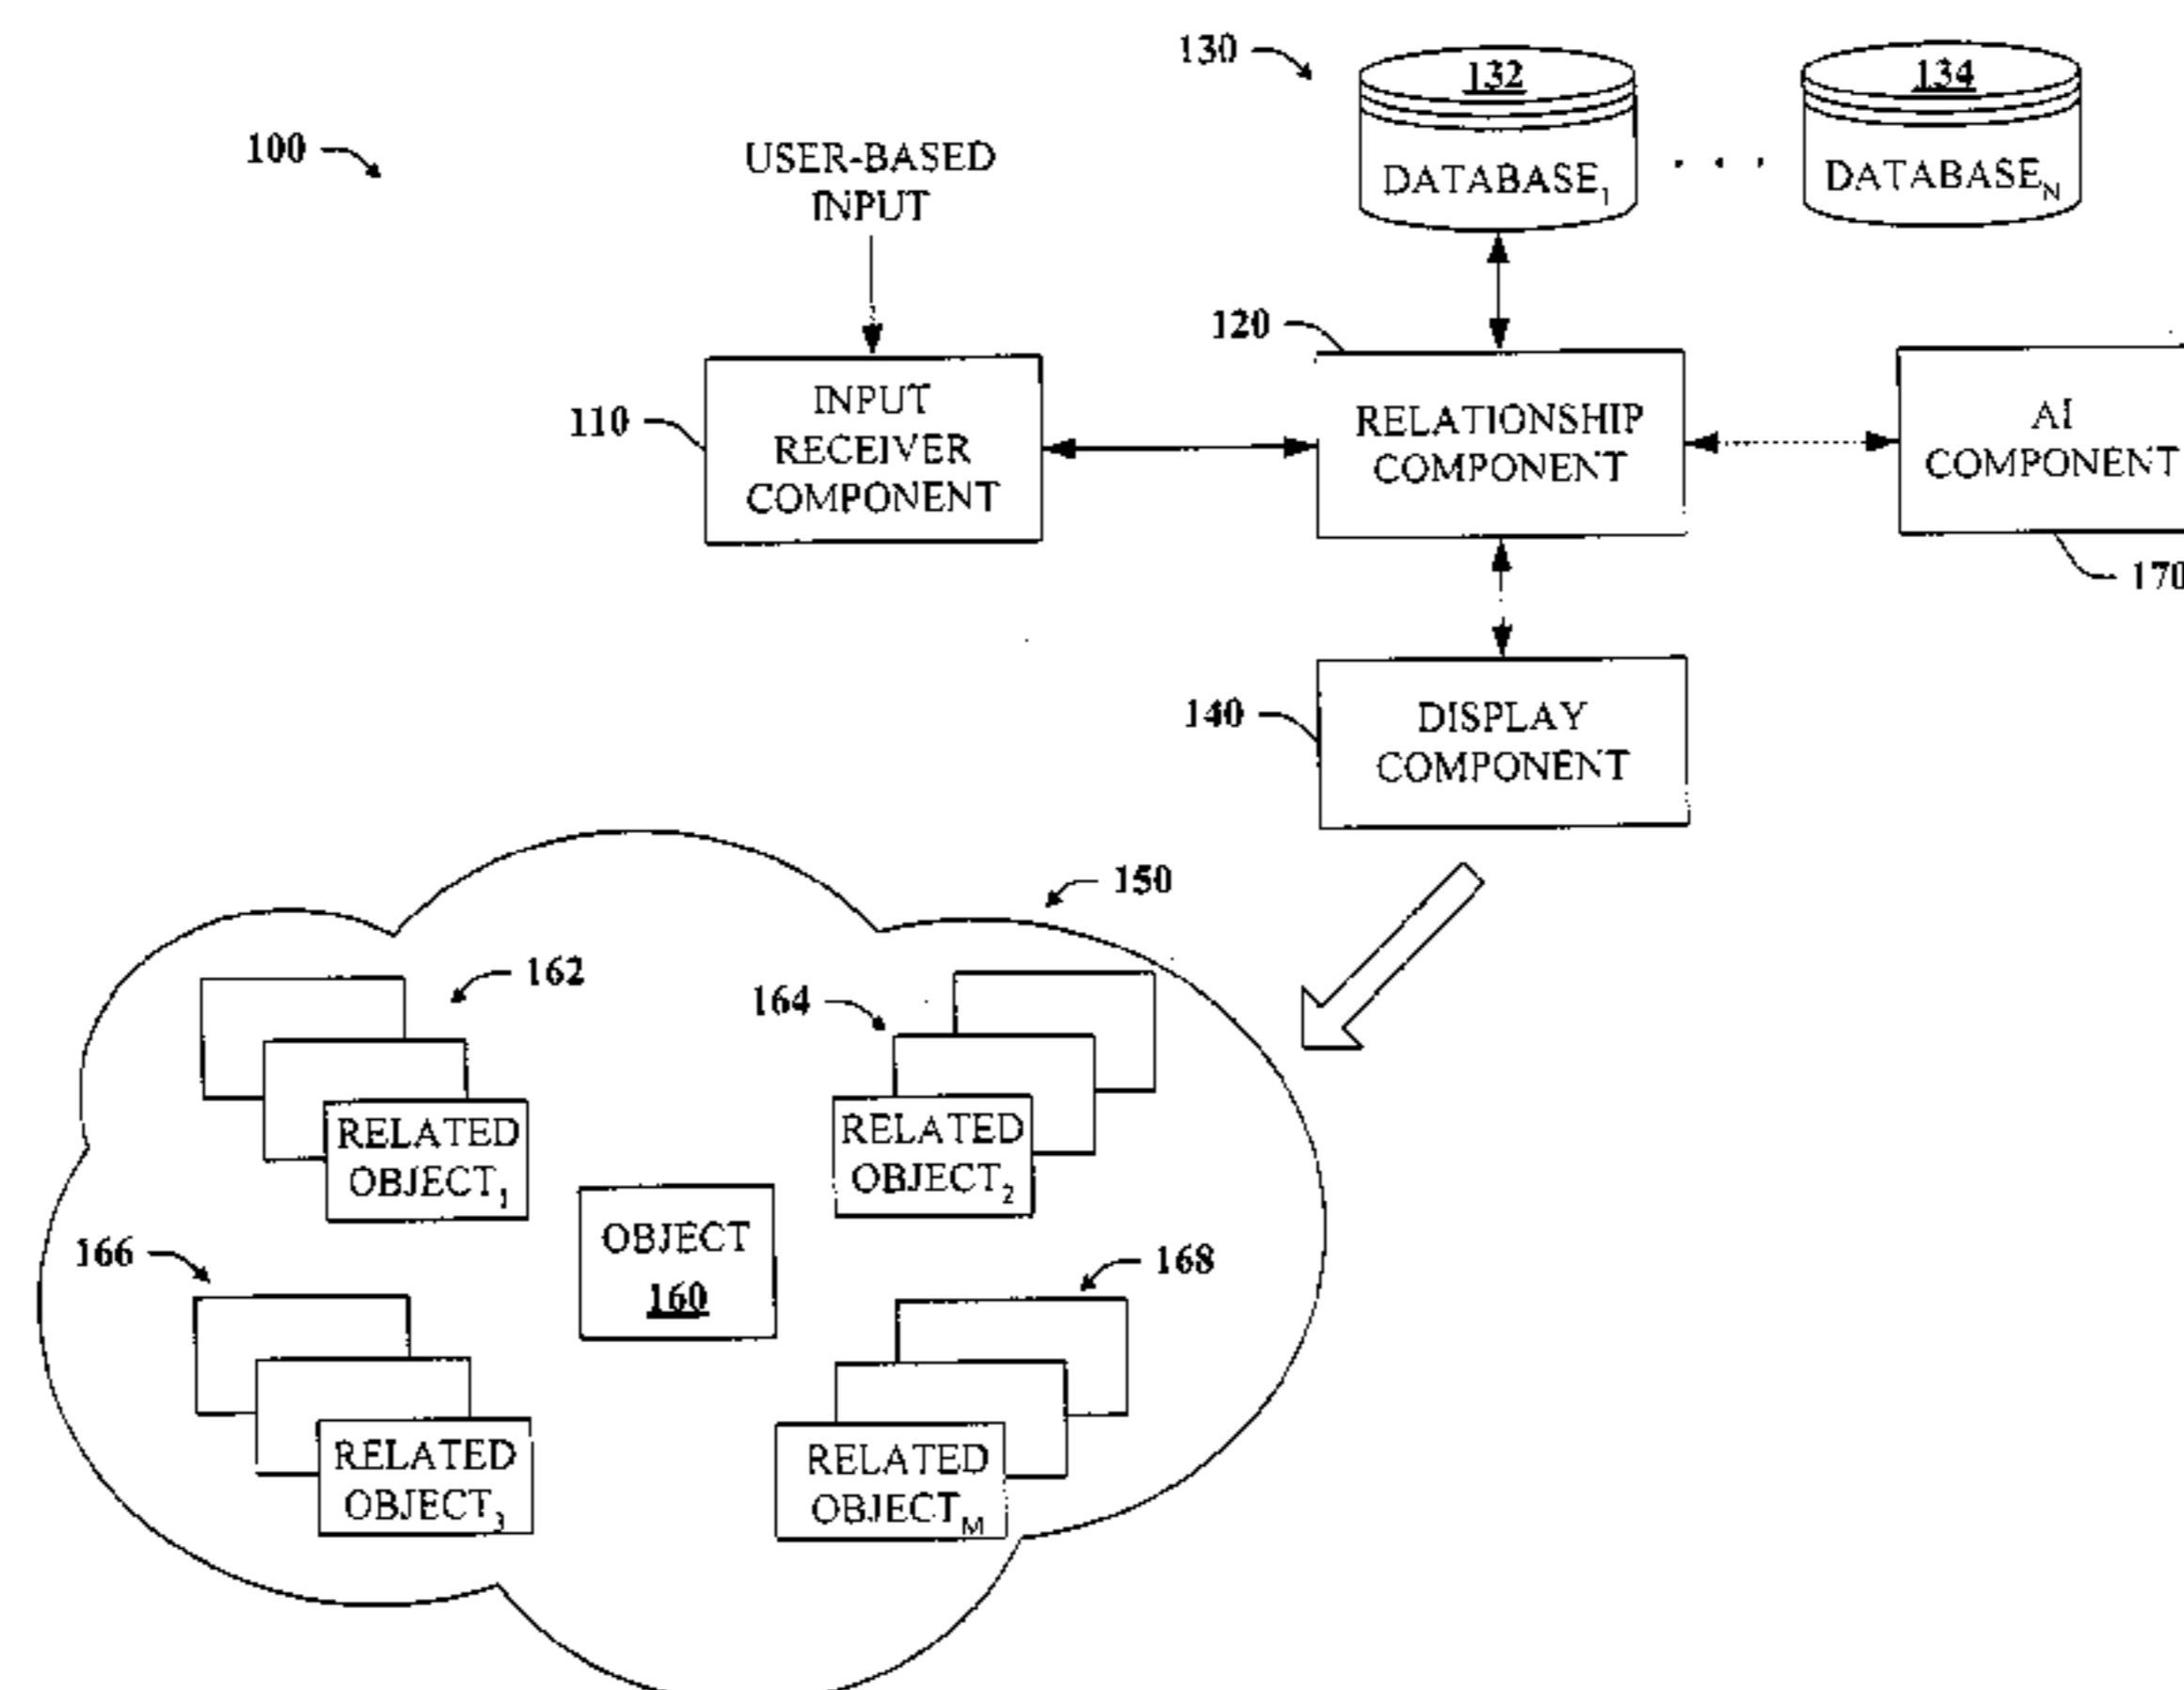 130
132
134
100
USER-BASED
INPUT
DATABASE1
. . .
DATABASEN
120
110
INPUT
RECEIVER
COMPONENT
RELATIONSHIP
COMPONENT
AI
COMPONENT
170
140
DISPLAY
COMPONENT
150
162
164
RELATED
OBJECT1
RELATED
OBJECT2
OBJECT
160
166
168
RELATED
OBJECT3
RELATED
OBJECTM